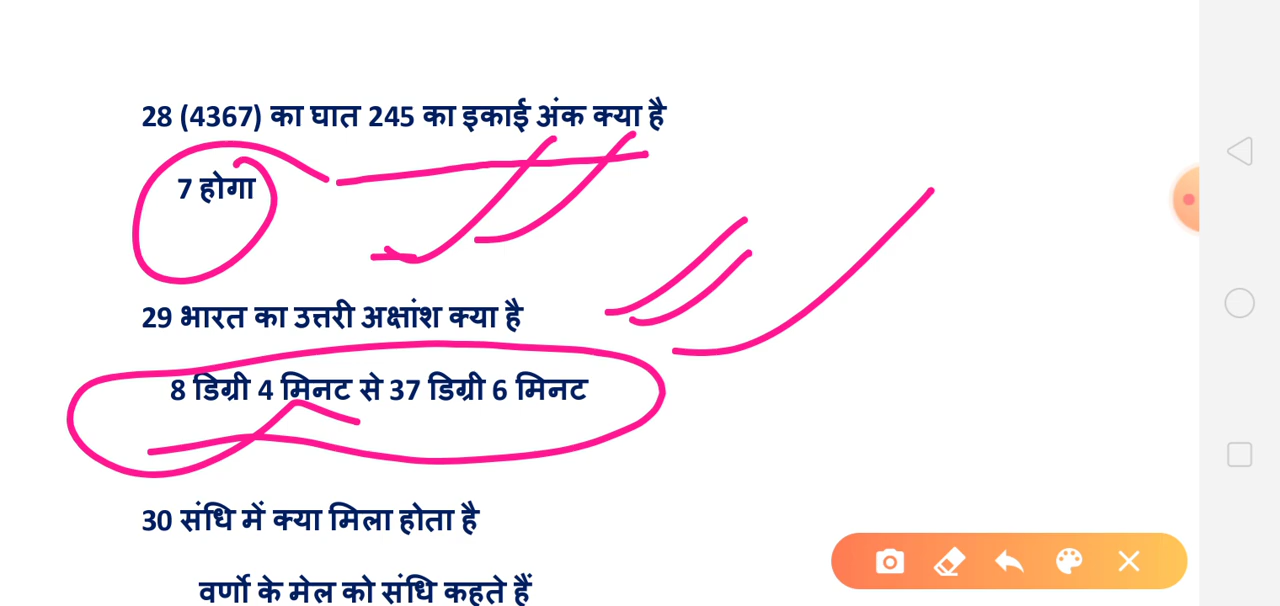 28 (4367) का घात 245 का इकाई अंक क्या है
7 होगा
29 भारत का उत्तरी अक्षांश क्या है
8 डिग्री 4 मिनट से 37 डिग्री 6 मिनट
30 संधि में क्या मिला होता है
वर्णो के मेल को संधि कहते हैं